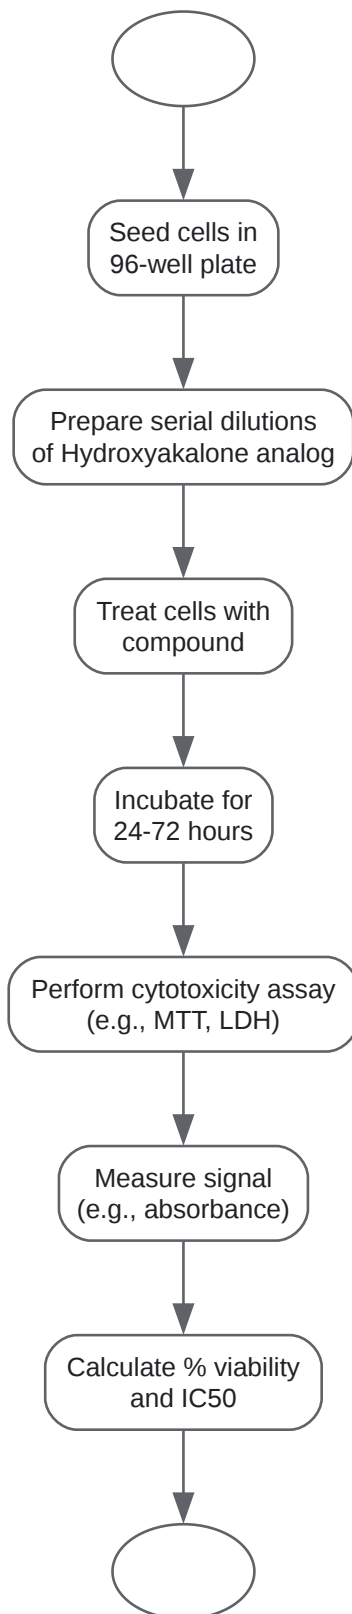 Seed cells in
96-well plate
Prepare serial dilutions
of Hydroxyakalone analog
Treat cells with
compound
Incubate for
24-72 hours
Perform cytotoxicity assay
(e.g., MTT, LDH)
Measure signal
(e.g., absorbance)
Calculate % viability
and IC50